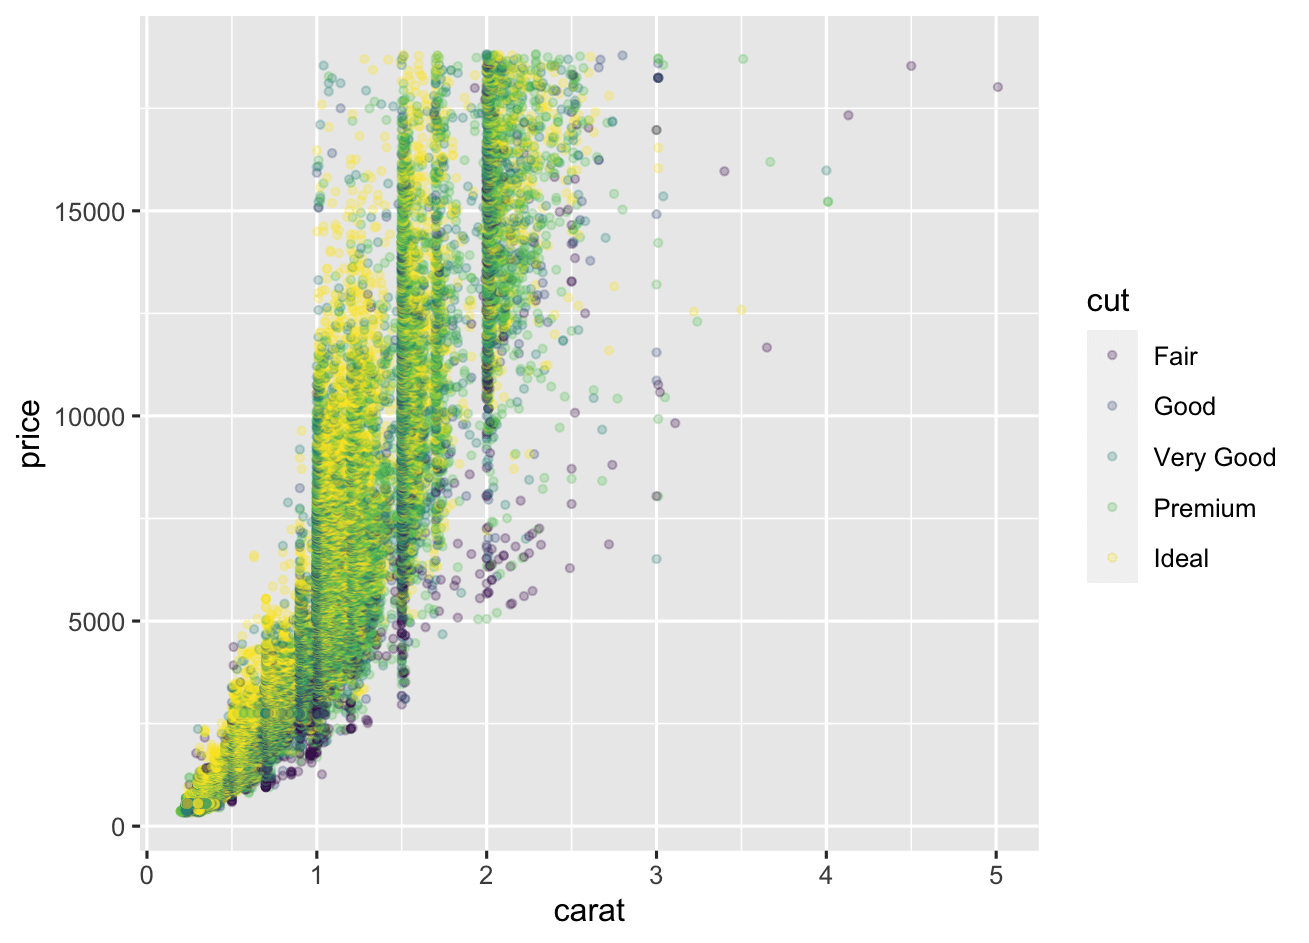 15000
10000
5000
0
price
0 1 2 3 4 5
carat
cut
Fair
Good
Very Good
Premium
Ideal